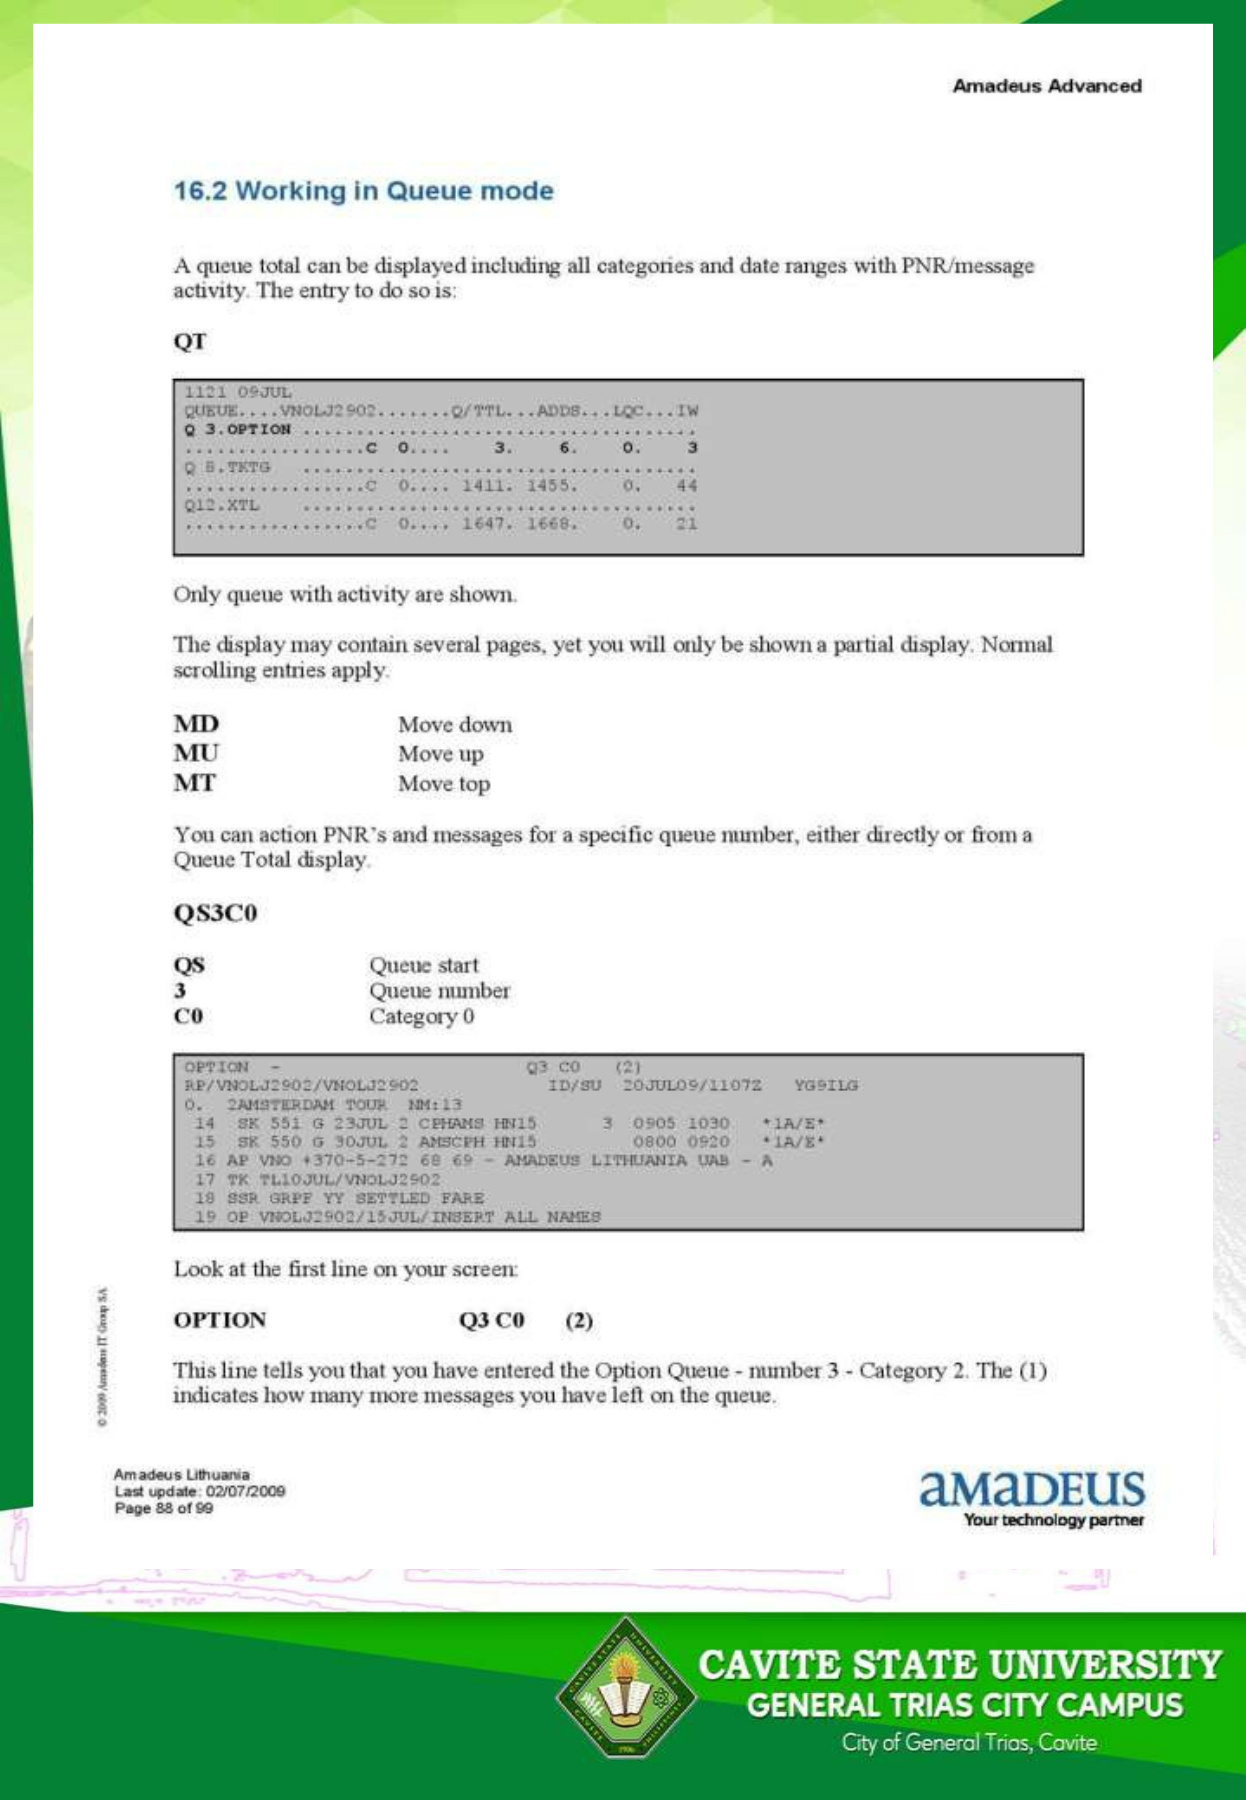 Amadeus Advanced
16.2 Working in Queue mode
A queue total can be displayed including all categories and date ranges with PNR/message
activity. The entry to do so is:
QT
1121 09JUL
QUEUE....VNOLJ2902.......Q/TTL...ADDS...LQC...IW
Q 3.OPTION .....................................
.................C 0.... 3. 6. 0. 3
Q 8.TKTG .....................................
.................C 0.... 1411. 1455. 0. 44
Q12.XTL .....................................
.................C 0.... 1647. 1668. 0. 21
Only queue with activity are shown.
The display may contain several pages, yet you will only be shown a partial display. Normal
scrolling entries apply.
MD Move down
MU Move up
MT Move top
You can action PNR's and messages for a specific queue number, either directly or from a
Queue Total display.
QS3C0
QS Queue start
3 Queue number
C0 Category 0
OPTION - Q3 C0 (2)
RP/VNOLJ2902/VNOLJ2902 ID/SU 20JUL09/1107Z YG9ILG
0. 2AMSTERDAM TOUR NM:13
14 SK 551 G 23JUL 2 CPHAMS HN15 3 0905 1030 *1A/E*
15 SK 550 G 30JUL 2 AMSCPH HN15 0800 0920 *1A/E*
16 AP VNO +370-5-272 68 69 - AMADEUS LITHUANIA UAB - A
17 TK TL10JUL/VNOLJ2902
18 SSR GRPF YY SETTLED FARE
19 OP VNOLJ2902/15JUL/INSERT ALL NAMES
Look at the first line on your screen:
OPTION Q3 C0 (2)
This line tells you that you have entered the Option Queue - number 3 - Category 2. The (1)
indicates how many more messages you have left on the queue.
© 2009 Amadeus IT Group SA
Amadeus Lithuania
Last update: 02/07/2009
Page 88 of 99
amaDEUS
Your technology partner
CAVITE STATE UNIVERSITY
GENERAL TRIAS CITY CAMPUS
City of General Trias, Cavite